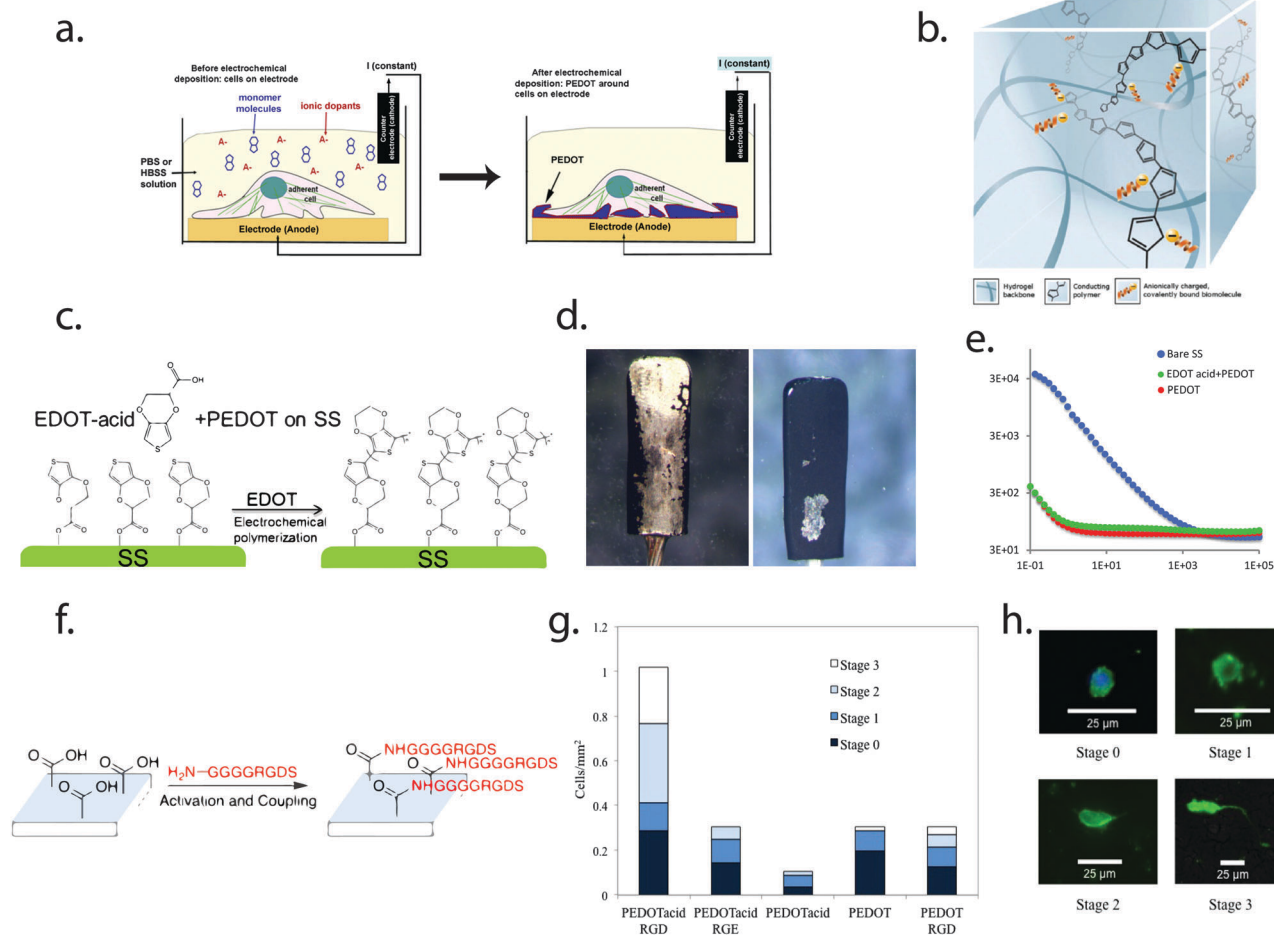 a.
Before electrochemical
deposition: cells on electrode
I (constant)
monomer
molecules
ionic dopants
A-
A-
A-
A-
A-
A-
A-
PBS or
HBSS
solution
adherent
cell
Counter
electrode (cathode)
Electrode (Anode)
After electrochemical
deposition: PEDOT around
cells on electrode
I (constant)
PEDOT
adherent
cell
Counter
electrode (cathode)
Electrode (Anode)
b.
Hydrogel
backbone
Conducting
polymer
Anionically charged,
covalently bound biomolecule
c.
EDOT-acid
+PEDOT on SS
EDOT
Electrochemical
polymerization
SS
SS
d.
e.
Bare SS
EDOT acid+PEDOT
PEDOT
3E+04
3E+03
3E+02
3E+01
1E-01
1E+01
1E+03
1E+05
f.
H2N-GGGGRGDS
Activation and Coupling
NHGGGGRGDS
NHGGGGRGDS
NHGGGGRGDS
g.
Cells/mm2
1.2
1
0.8
0.6
0.4
0.2
0
Stage 3
Stage 2
Stage 1
Stage 0
PEDOTacid
RGD
PEDOTacid
RGE
PEDOTacid
PEDOT
PEDOT
RGD
h.
25 µm
25 µm
Stage 0
Stage 1
25 µm
25 µm
Stage 2
Stage 3